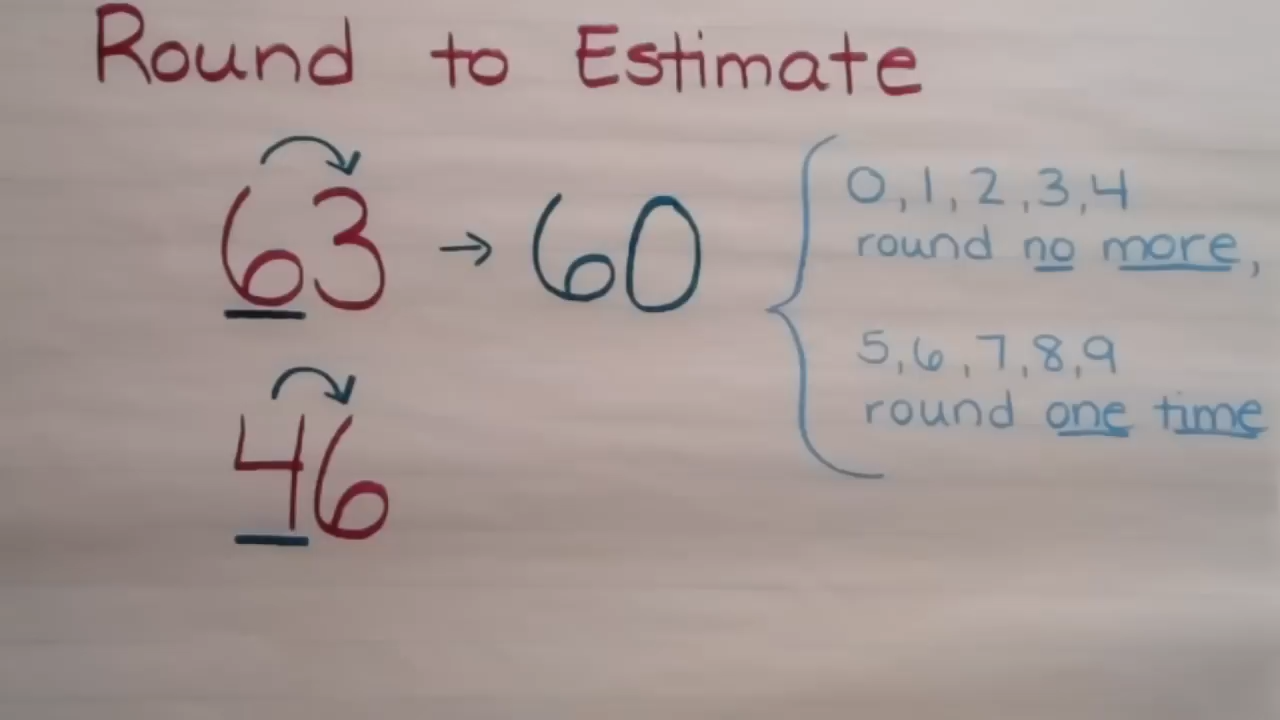 Round to Estimate
63 → 60
46
0, 1, 2, 3, 4
round no more,
5, 6, 7, 8, 9
round one time